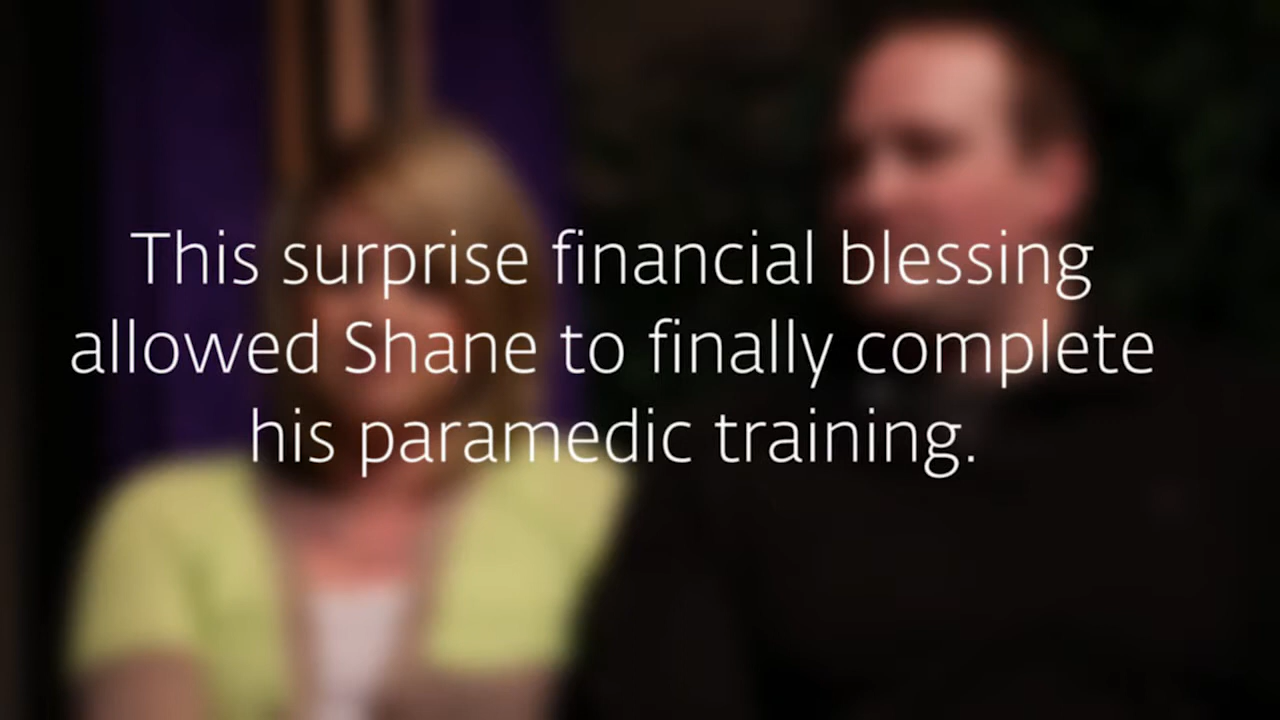 This surprise financial blessing
allowed Shane to finally complete
his paramedic training.